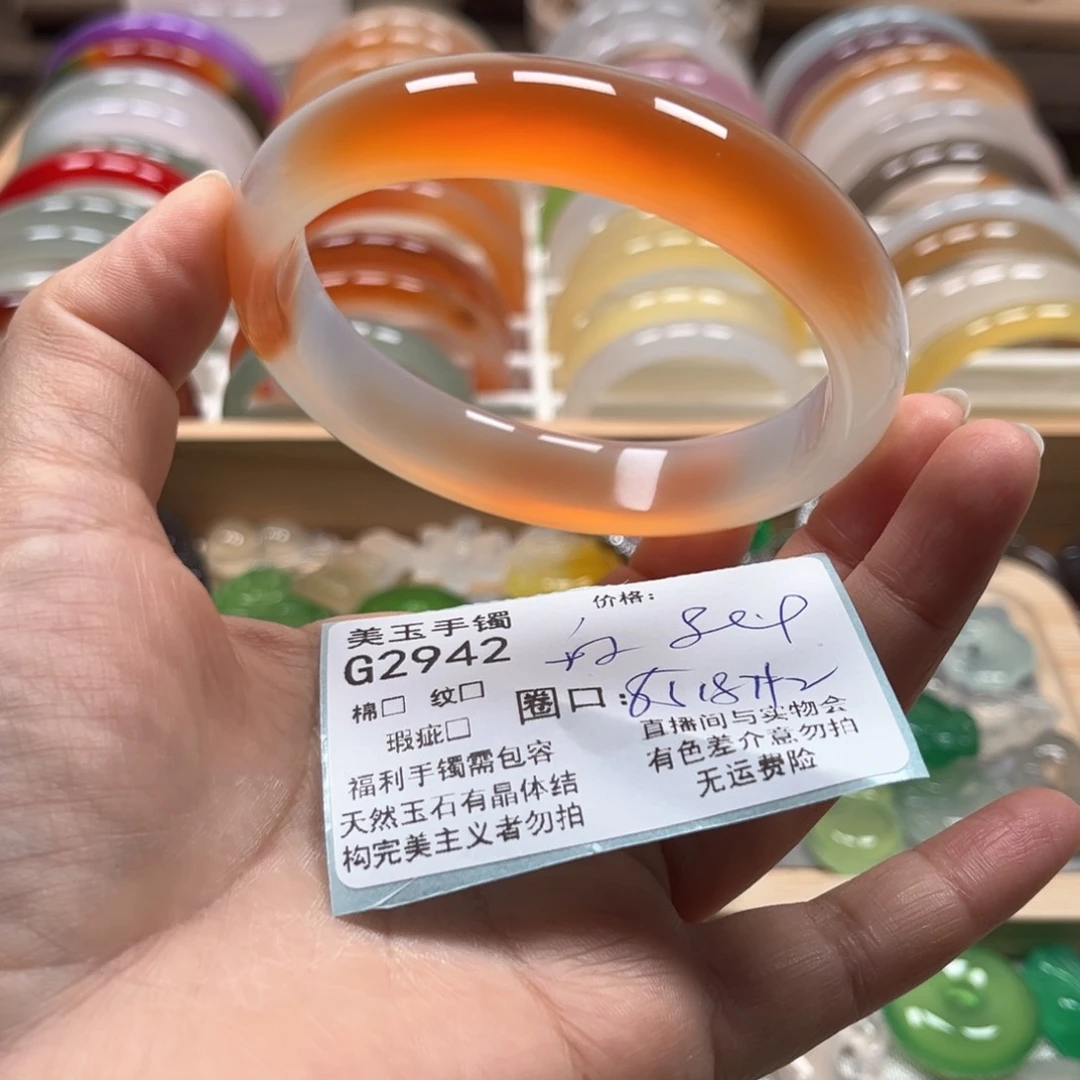 美玉手镯
G2942
价格:
棉□ 纹□
圈口:
瑕疵□
福利手镯需包容
天然玉石有晶体结
构完美主义者勿拍
直播间与实物会
有色差介意勿拍
无运费险